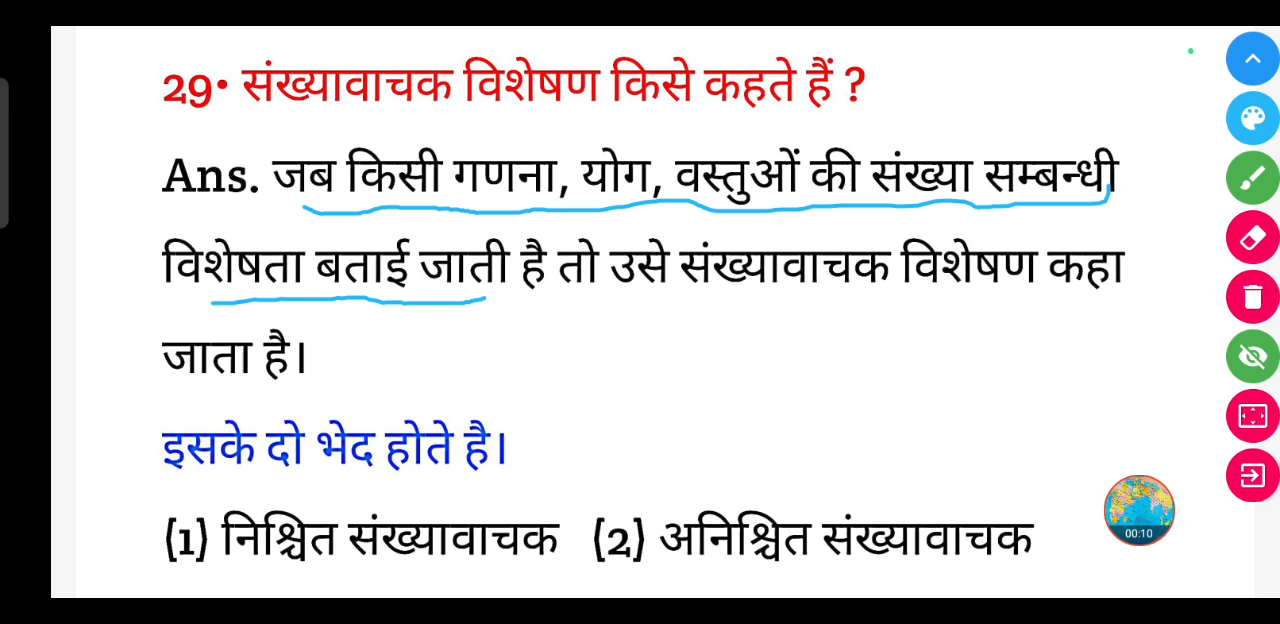 29• संख्यावाचक विशेषण किसे कहते हैं ?
Ans. जब किसी गणना, योग, वस्तुओं की संख्या सम्बन्धी
विशेषता बताई जाती है तो उसे संख्यावाचक विशेषण कहा
जाता है।
इसके दो भेद होते है।
(1) निश्चित संख्यावाचक (2) अनिश्चित संख्यावाचक
00:10